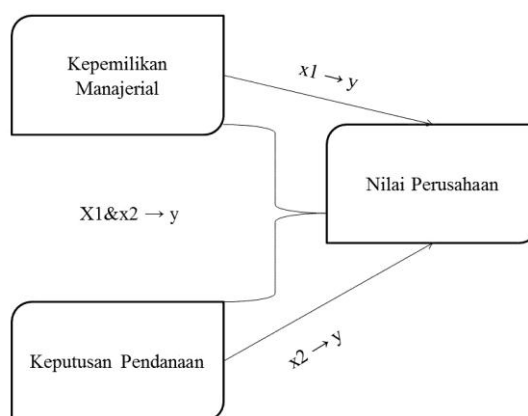 Kepemilikan
Manajerial
x1 → y
Nilai Perusahaan
X1&x2 → y
Keputusan Pendanaan
x2 → y